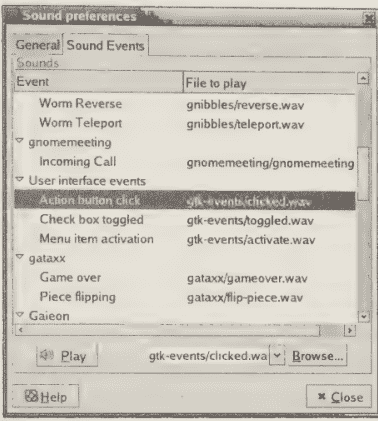 Sound preferences
General Sound Events
Sounds
Event File to play
Worm Reverse gnibbles/reverse.wav
Worm Teleport gnibbles/teleport.wav
gnomemeeting
Incoming Call gnomemeeting/gnomemeeting
User interface events
Action button click gtk-events/clicked.wav
Check box toggled gtk-events/toggled.wav
Menu item activation gtk-events/activate.wav
gataxx
Game over gataxx/gameover.wav
Piece flipping gataxx/flip-piece.wav
Galeon
Play gtk-events/clicked.wa Browse...
Help Close